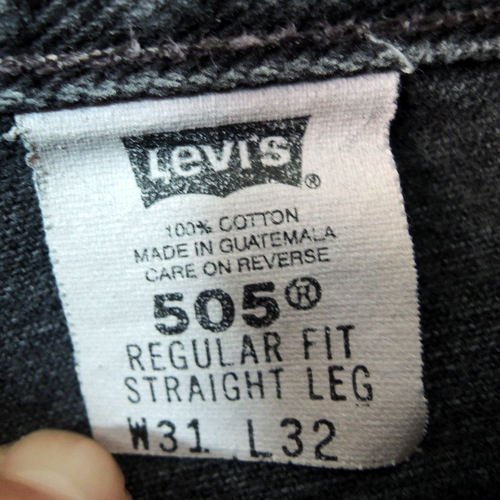 Levi's®
100% COTTON
MADE IN GUATEMALA
CARE ON REVERSE
505®
REGULAR FIT
STRAIGHT LEG
W31 L32